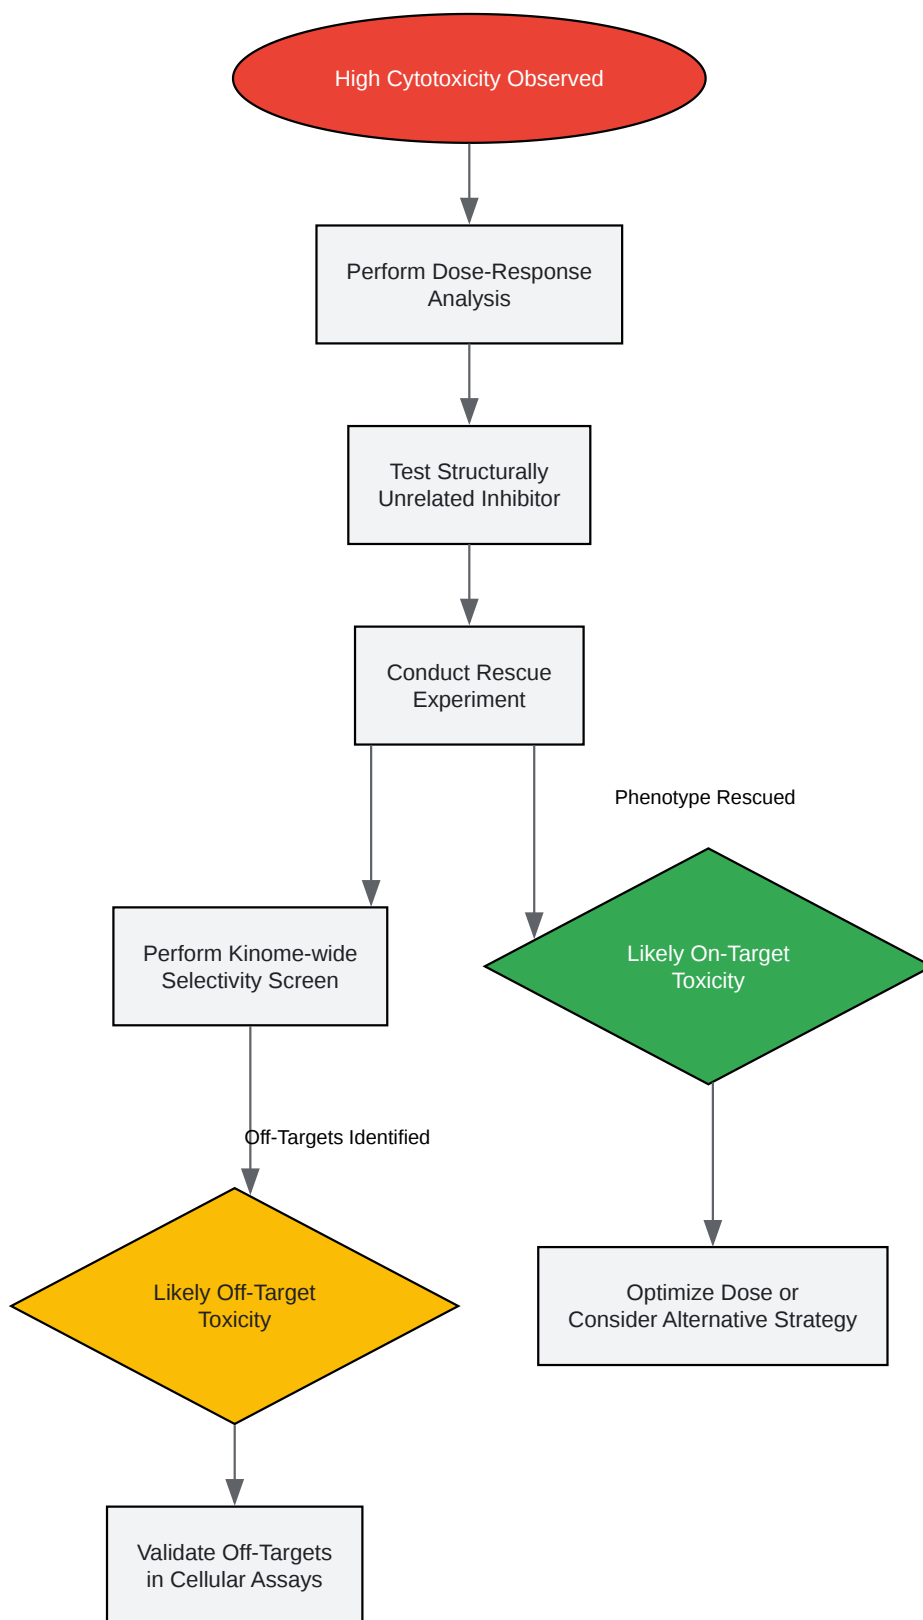 High Cytotoxicity Observed
Perform Dose-Response
Analysis
Test Structurally
Unrelated Inhibitor
Conduct Rescue
Experiment
Phenotype Rescued
Perform Kinome-wide
Selectivity Screen
Likely On-Target
Toxicity
Off-Targets Identified
Likely Off-Target
Toxicity
Optimize Dose or
Consider Alternative Strategy
Validate Off-Targets
in Cellular Assays